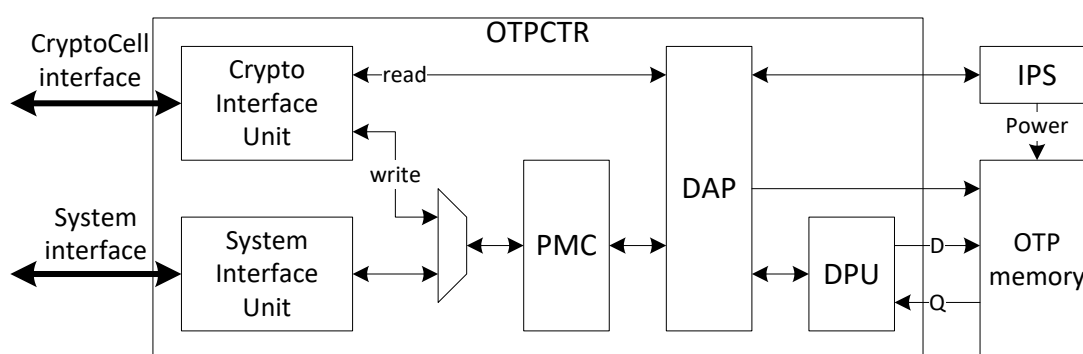 OTPCTR
CryptoCell
interface
Crypto
Interface
Unit
read
write
System
interface
System
Interface
Unit
PMC
DAP
DPU
D
Q
IPS
Power
OTP
memory